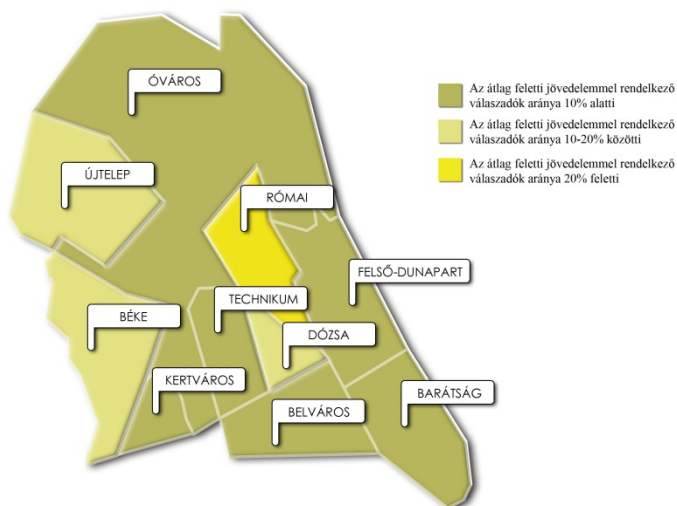 ÓVÁROS
Az átlag feletti jövedelemmel rendelkező
válaszadók aránya 10% alatti
Az átlag feletti jövedelemmel rendelkező
válaszadók aránya 10-20% közötti
Az átlag feletti jövedelemmel rendelkező
válaszadók aránya 20% feletti
ÚJTELEP
RÓMAI
FELSŐ-DUNAPART
TECHNIKUM
BÉKE
DÓZSA
KERTVÁROS
BARÁTSÁG
BELVÁROS